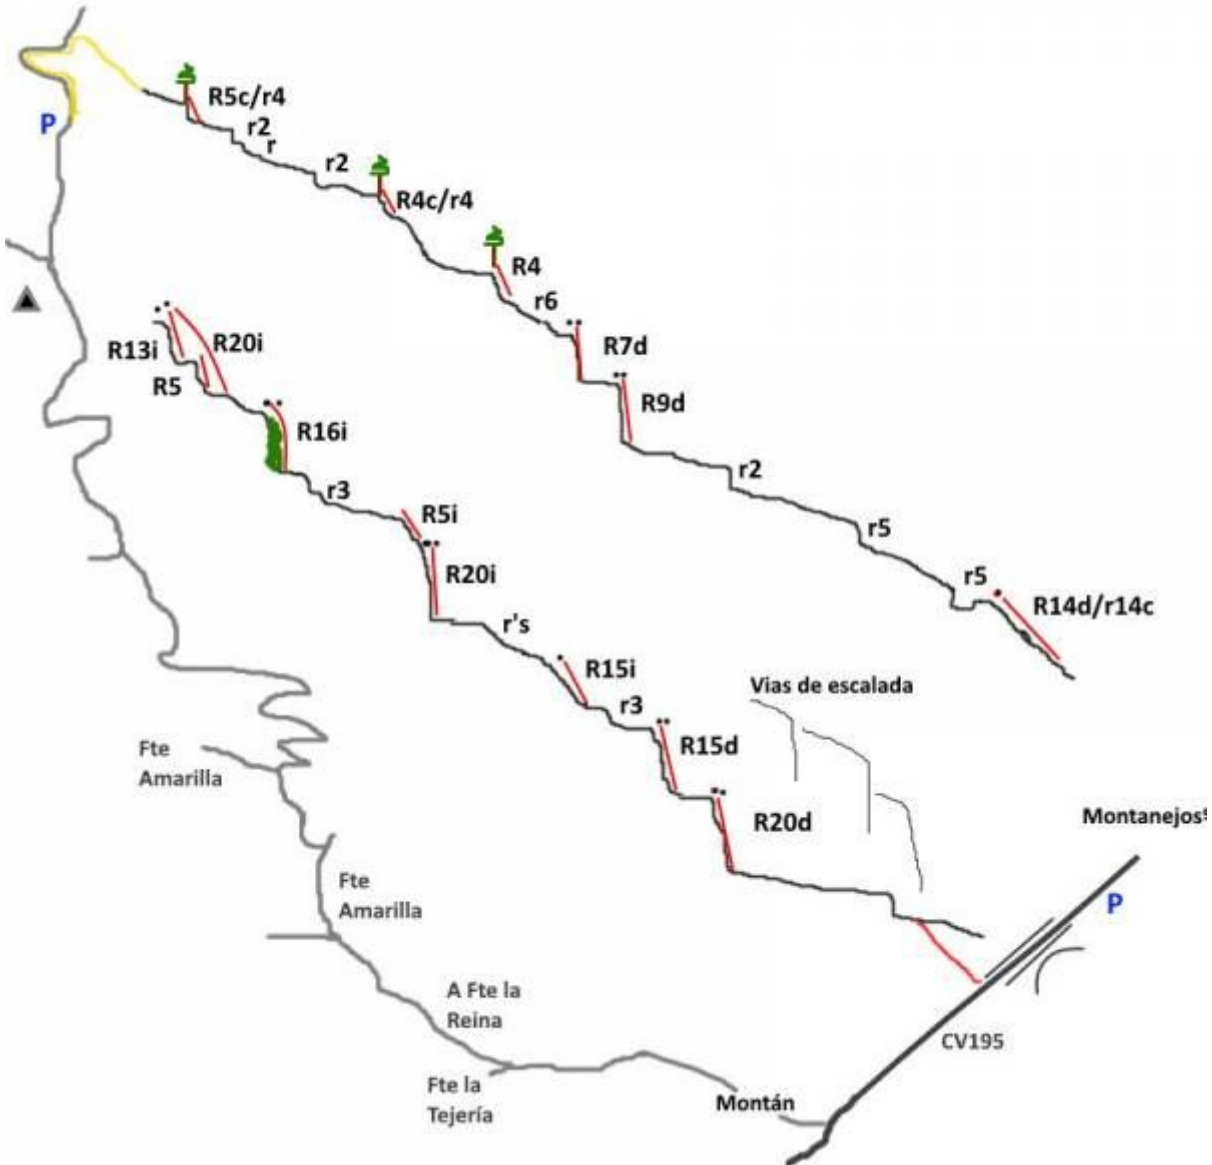 R5c/r4
P
r2
r
r2
R4c/r4
R4
r6
R7d
R9d
r2
r5
r5
R14d/r14c
R13i
R20i
R5
R16i
r3
R5i
R20i
r's
R15i
r3
R15d
R20d
Vias de escalada
Fte
Amarilla
Fte
Amarilla
A Fte la
Reina
Fte la
Tejería
Montán
CV195
Montanejos
P